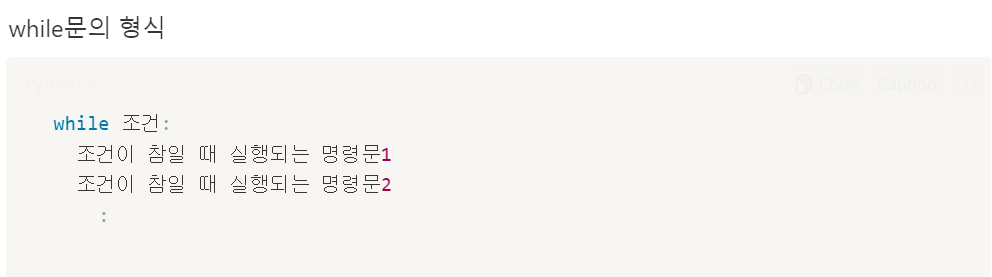 while문의 형식
Python
Copy Caption ...
while 조건:
조건이 참일 때 실행되는 명령문1
조건이 참일 때 실행되는 명령문2
: